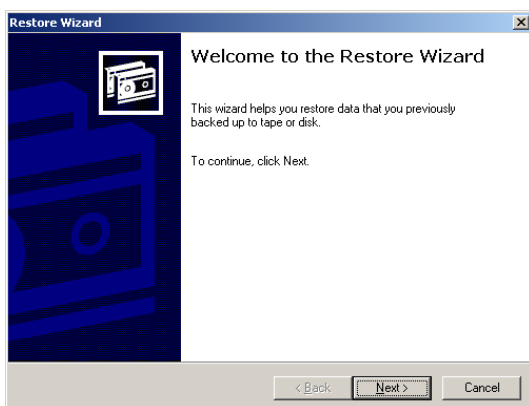 Restore Wizard
Welcome to the Restore Wizard
This wizard helps you restore data that you previously
backed up to tape or disk.
To continue, click Next.
< Back
Next >
Cancel